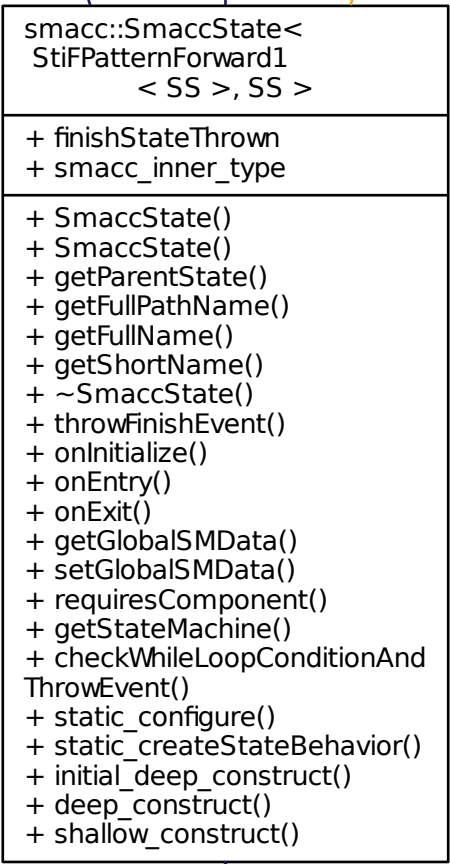 smacc::SmaccState<
StiFPatternForward1
< SS >, SS >
+ finishStateThrown
+ smacc_inner_type
+ SmaccState()
+ SmaccState()
+ getParentState()
+ getFullPathName()
+ getFullName()
+ getShortName()
+ ~SmaccState()
+ throwFinishEvent()
+ onInitialize()
+ onEntry()
+ onExit()
+ getGlobalSMData()
+ setGlobalSMData()
+ requiresComponent()
+ getStateMachine()
+ checkWhileLoopConditionAnd
ThrowEvent()
+ static_configure()
+ static_createStateBehavior()
+ initial_deep_construct()
+ deep_construct()
+ shallow_construct()